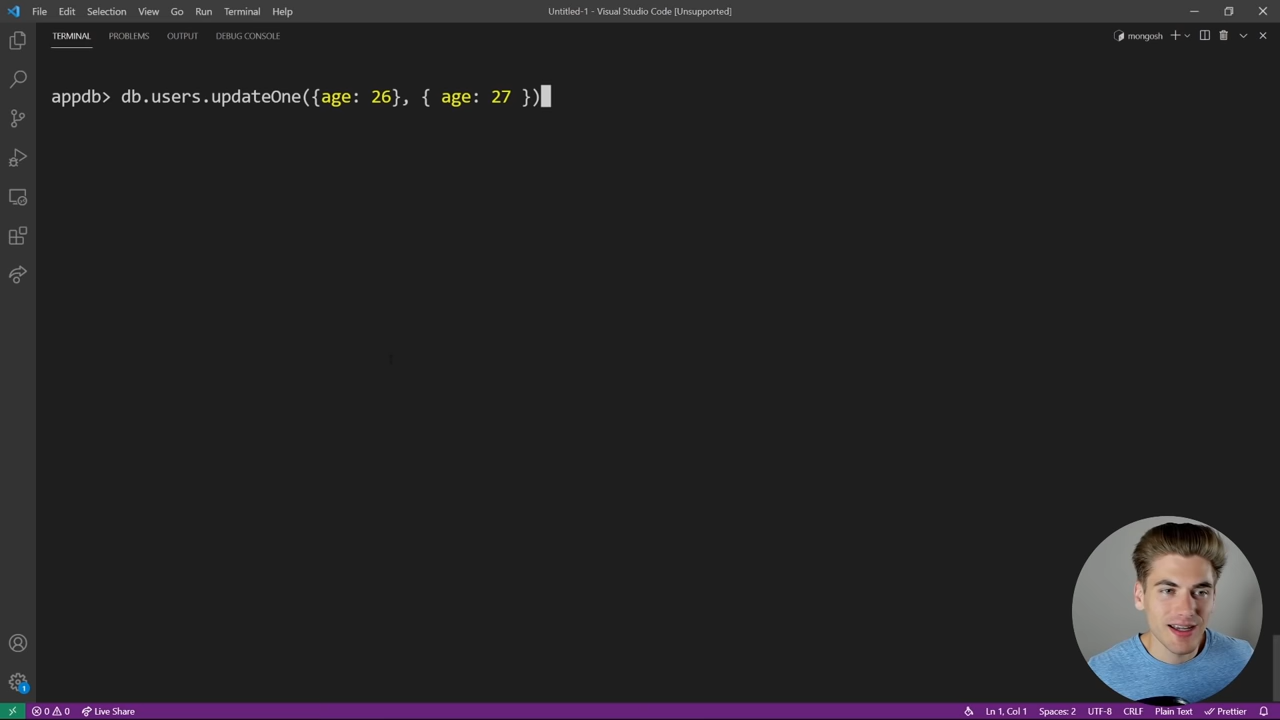 File Edit Selection View Go Run Terminal Help Untitled-1 - Visual Studio Code [Unsupported]
TERMINAL PROBLEMS OUTPUT DEBUG CONSOLE mongosh
appdb> db.users.updateOne({age: 26}, { age: 27 })
1
0 0 Live Share Ln 1, Col 1 Spaces: 2 UTF-8 CRLF Plain Text Prettier